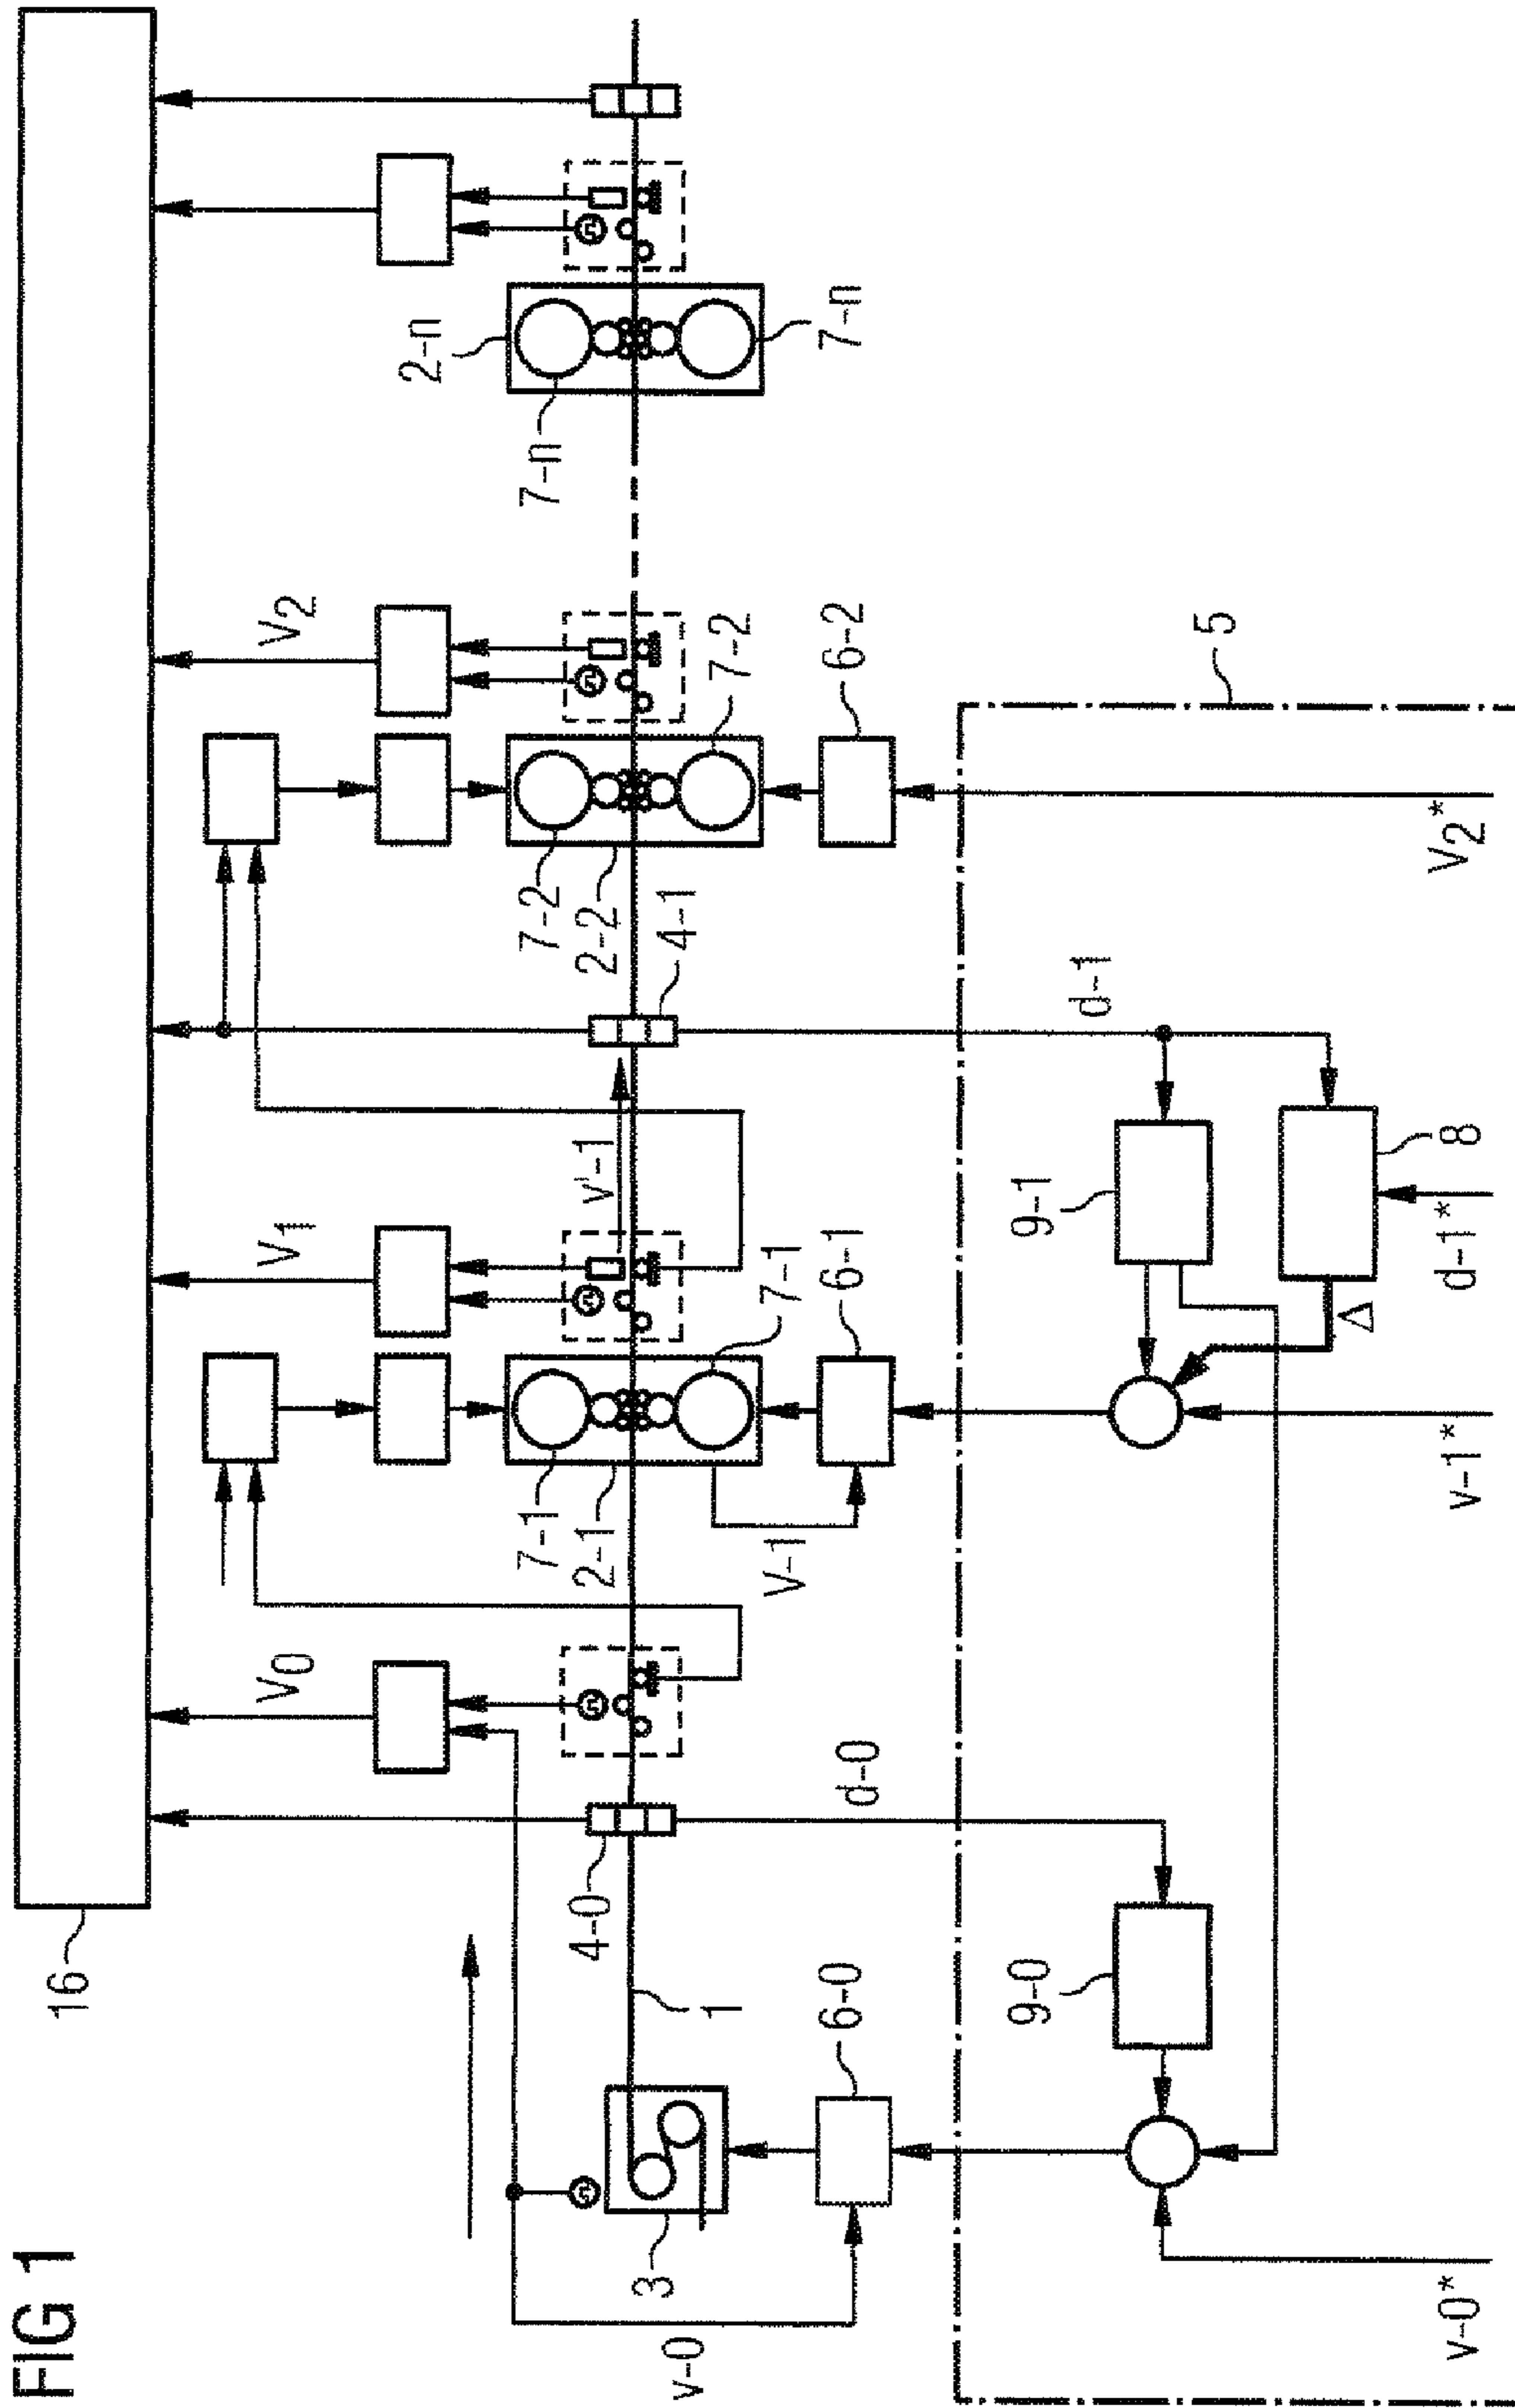 FIG 1
16
V0
V1
V2
2-n
7-n
7-n
v'-1
7-1
2-1
7-1
7-2
2-2
4-1
7-2
4-0
1
3
v-0
6-0
d-0
V-1
6-1
d-1
6-2
5
9-0
9-1
8
Δ
v-0*
v-1*
d-1*
V2*